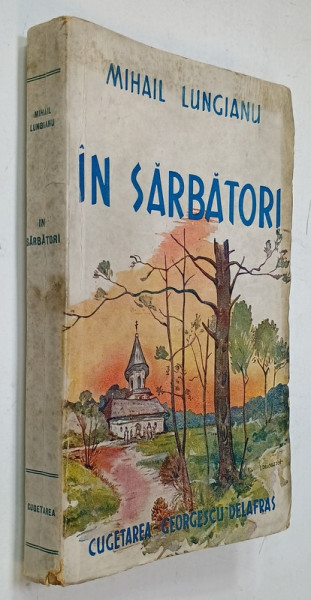 MIHAIL
LUNGIANU
IN
SĂRBĂTORI
CUGETAREA
MIHAIL LUNGIANU
ÎN SĂRBĂTORI
CUGETAREA GEORGESCU DELAFRAS